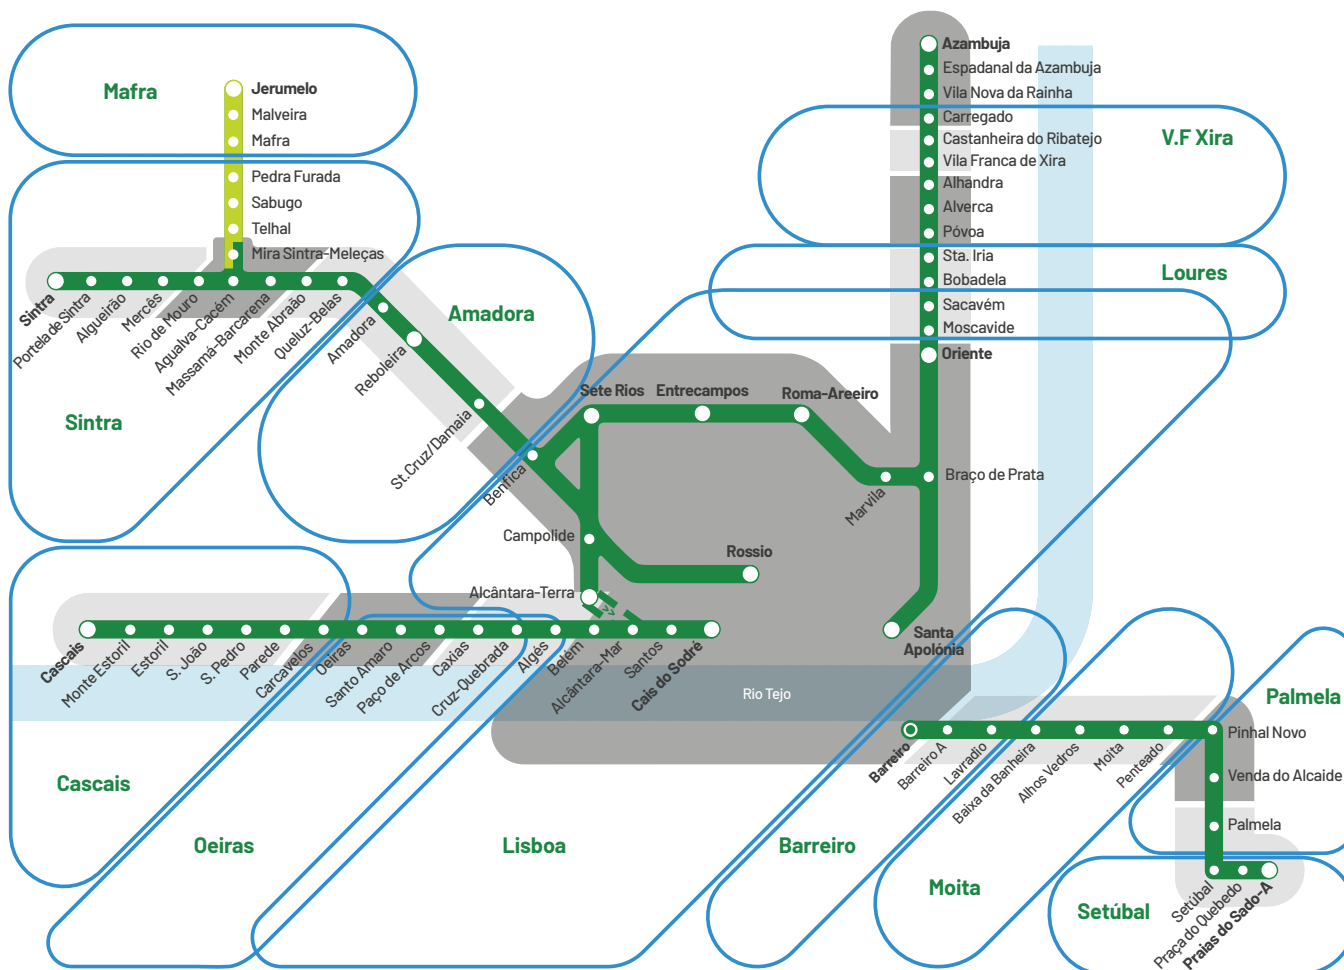 Mafra
Jerumelo
Malveira
Mafra
Pedra Furada
Sabugo
Telhal
Mira Sintra-Meleças
Sintra
Portela de Sintra
Algueirão
Mercês
Rio de Mouro
Agualva-Cacém
Massamá-Barcarena
Monte Abraão
Queluz-Belas
Amadora
Reboleira
St. Cruz/Damaia
Benfica
Sintra
Amadora
Azambuja
Espadanal da Azambuja
Vila Nova da Rainha
Carregado
Castanheira do Ribatejo
Vila Franca de Xira
Alhandra
Alverca
Póvoa
Sta. Iria
Bobadela
Sacavém
Moscavide
Oriente
V.F Xira
Loures
Sete Rios
Entrecampos
Roma-Areeiro
Marvila
Braço de Prata
Campolide
Rossio
Alcântara-Terra
Santa
Apolónia
Cascais
Monte Estoril
Estoril
S. João
S. Pedro
Parede
Carcavelos
Oeiras
Santo Amaro
Paço de Arcos
Caxias
Cruz-Quebrada
Algés
Belém
Alcântara-Mar
Santos
Cais do Sodré
Rio Tejo
Barreiro
Barreiro A
Lavradio
Baixa da Banheira
Alhos Vedros
Moita
Penteado
Pinhal Novo
Venda do Alcaide
Palmela
Setúbal
Praça do Quebedo
Praias do Sado-A
Palmela
Cascais
Oeiras
Lisboa
Barreiro
Moita
Setúbal